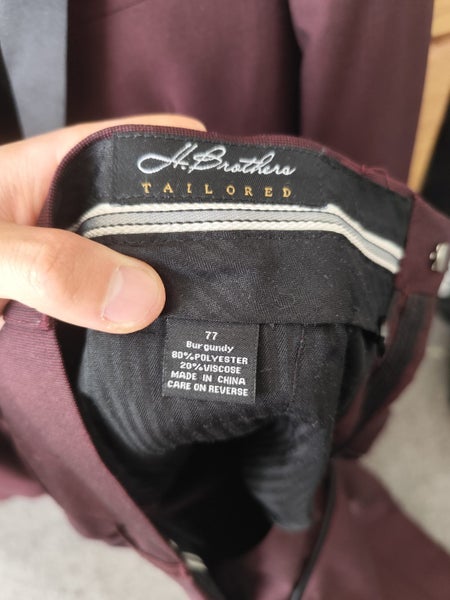 H. Brothers
TAILORED
77
Burgundy
80%POLYESTER
20%VISCOSE
MADE IN CHINA
CARE ON REVERSE